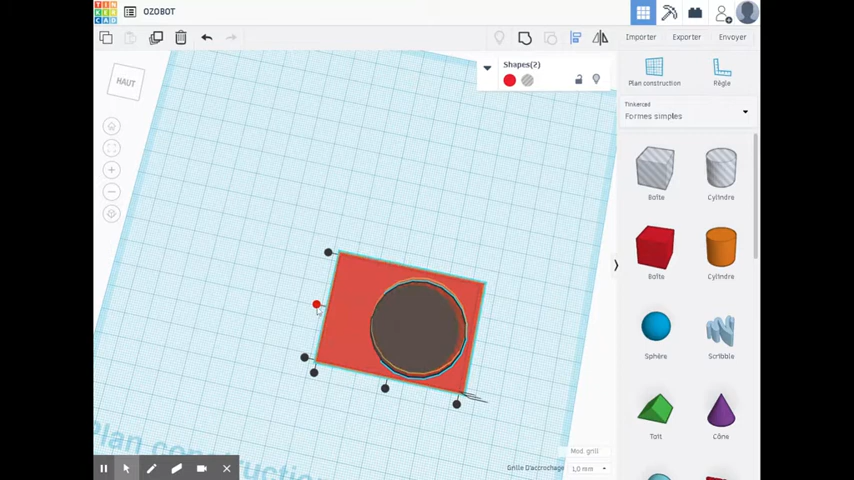 TIN
KER
CAD
OZOBOT
Importer
Exporter
Envoyer
HAUT
Shapes(2)
Plan construction
Règle
Tinkercad
Formes simples
Boîte
Cylindre
Boîte
Cylindre
Sphère
Scribble
Toit
Cône
Plan construction
Mod. grill
Grille D'accrochage
1,0 mm